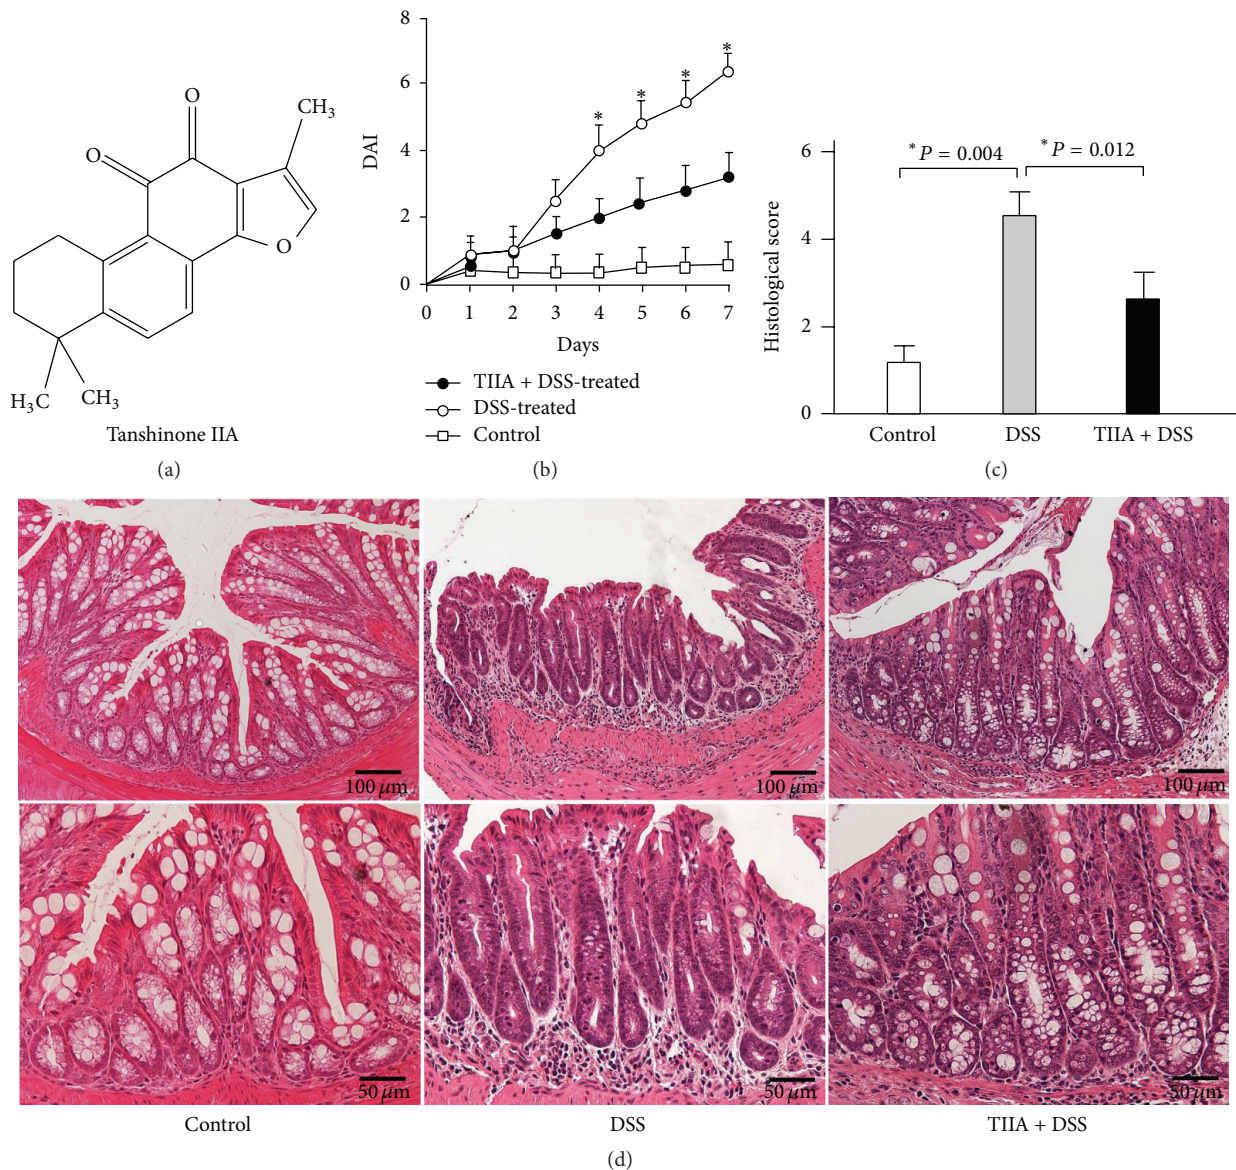 O
O
CH3
O
H3C
CH3
Tanshinone IIA
(a)
8
6
4
2
0
DAI
*
*
*
*
0 1 2 3 4 5 6 7
Days
TIIA + DSS-treated
DSS-treated
Control
(b)
6
4
2
0
Histological score
*P = 0.004
*P = 0.012
Control DSS TIIA + DSS
(c)
100 μm
100 μm
100 μm
50 μm
50 μm
50 μm
Control DSS TIIA + DSS
(d)